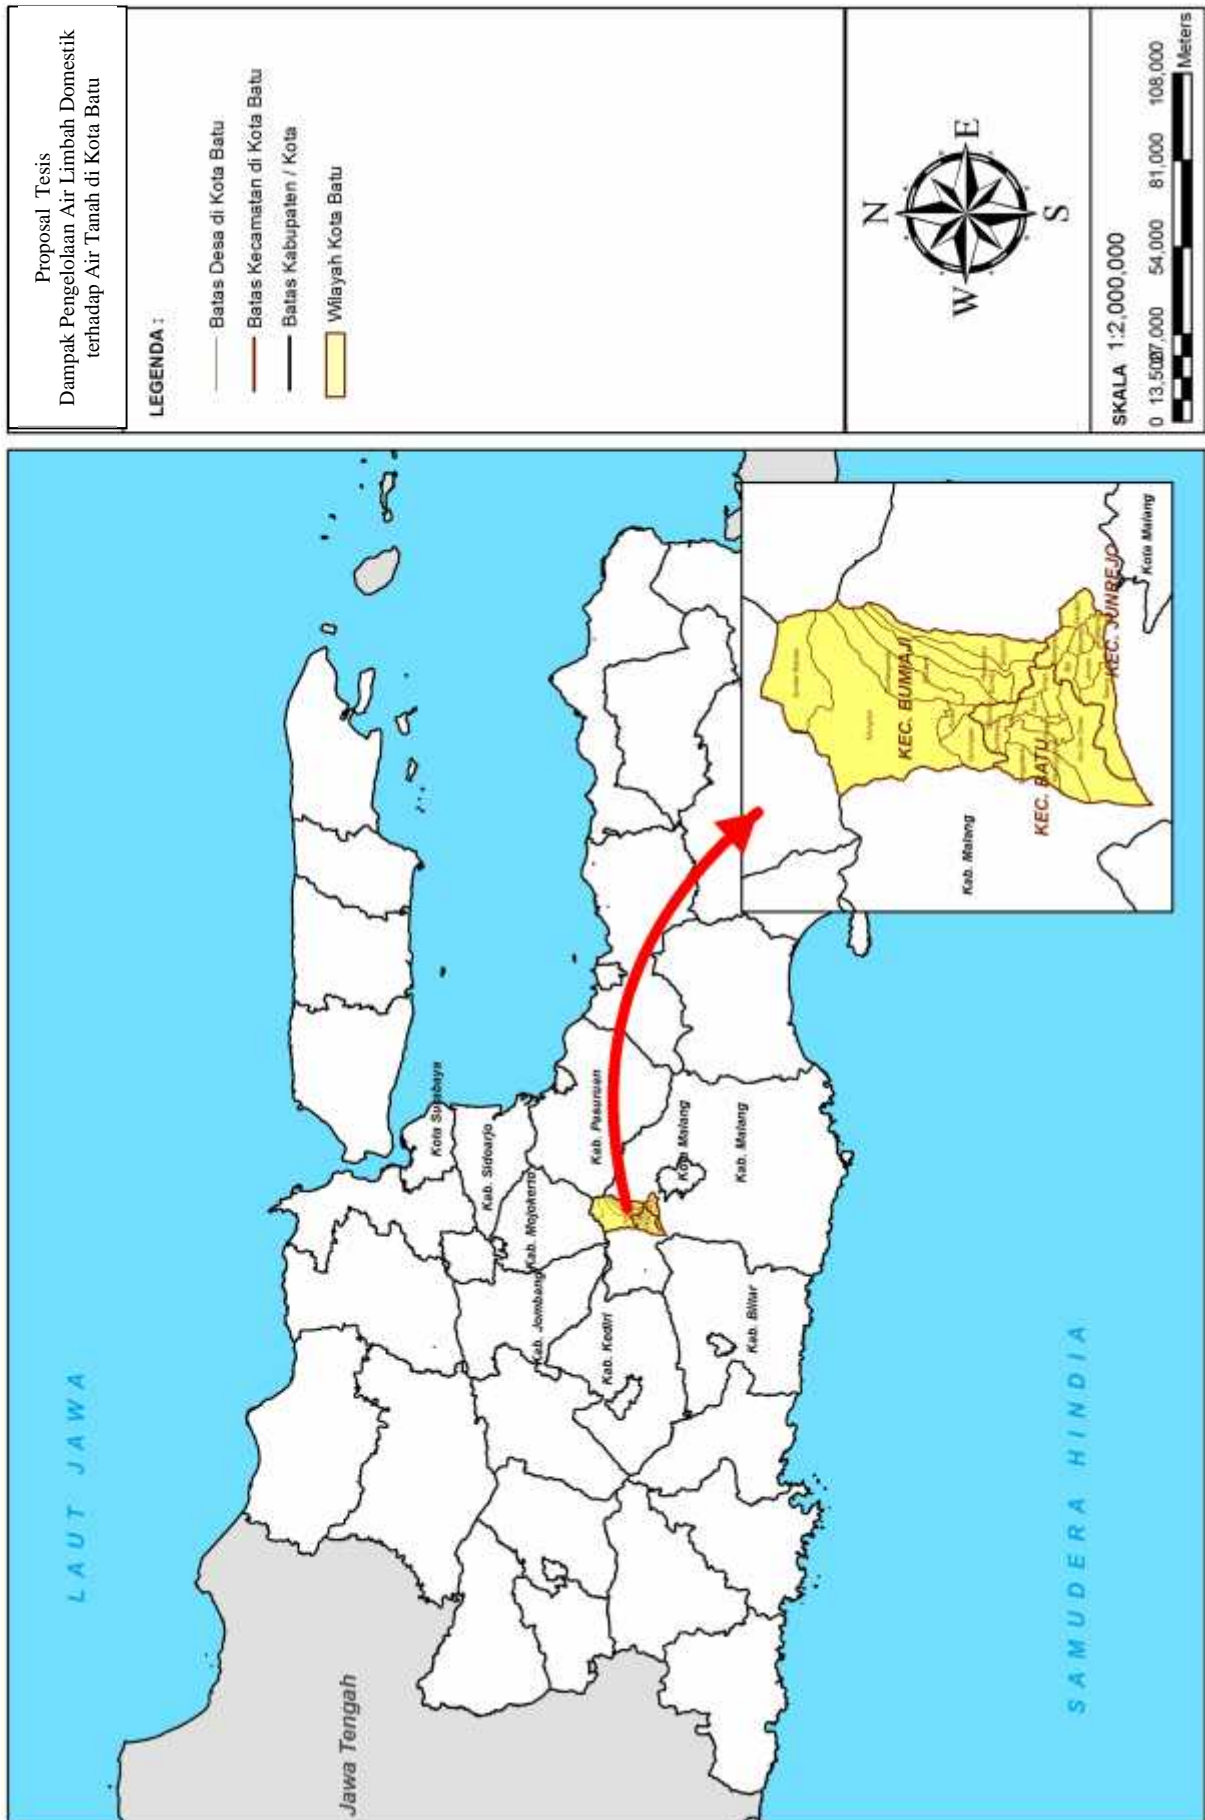 Proposal Tesis
Dampak Pengelolaan Air Limbah Domestik
terhadap Air Tanah di Kota Batu
LEGENDA :
Batas Desa di Kota Batu
Batas Kecamatan di Kota Batu
Batas Kabupaten / Kota
Wilayah Kota Batu
N
W
E
S
SKALA 1:2,000,000
0 13,500 27,000 54,000 81,000 108,000
Meters
LAUT JAWA
Jawa Tengah
SAMUDERA HINDIA
Kota Surabaya
Kab. Sidoarjo
Kab. Mojokerto
Kab. Jombang
Kab. Pasuruan
Kab. Kediri
Kota Malang
Kab. Malang
Kab. Blitar
KEC. BUMIAJI
KEC. BATU
KEC. JUNREJO
Kab. Malang
Kota Malang